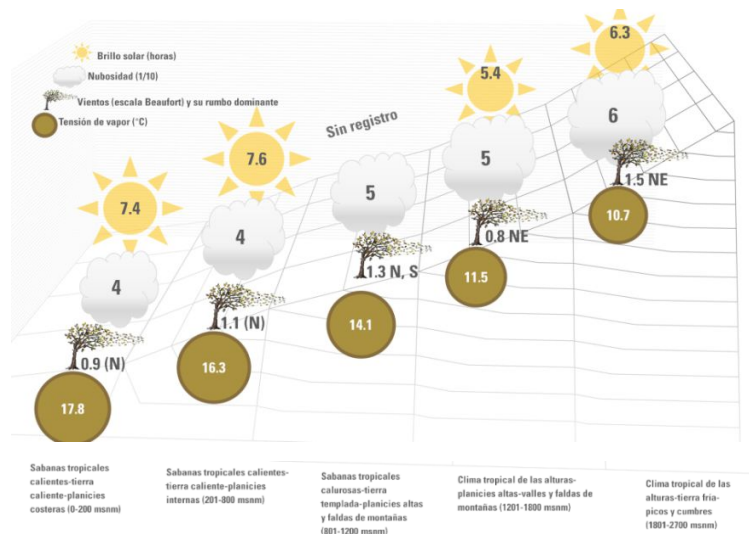 Brillo solar (horas)
Nubosidad (1/10)
Vientos (escala Beaufort) y su rumbo dominante
Tensión de vapor (°C)
Sin registro
7.4
4
0.9 (N)
17.8
7.6
4
1.1 (N)
16.3
5
1.3 N, S
14.1
5.4
5
0.8 NE
11.5
6.3
6
1.5 NE
10.7
Sabanas tropicales
calientes-tierra
caliente-planicies
costeras (0-200 msnm)
Sabanas tropicales calientes-
tierra caliente-planicies
internas (201-800 msnm)
Sabanas tropicales
calurosas-tierra
templada-planicies altas
y faldas de montañas
(801-1200 msnm)
Clima tropical de las alturas-
planicies altas-valles y faldas de
montañas (1201-1800 msnm)
Clima tropical de las
alturas-tierra fria-
picos y cumbres
(1801-2700 msnm)